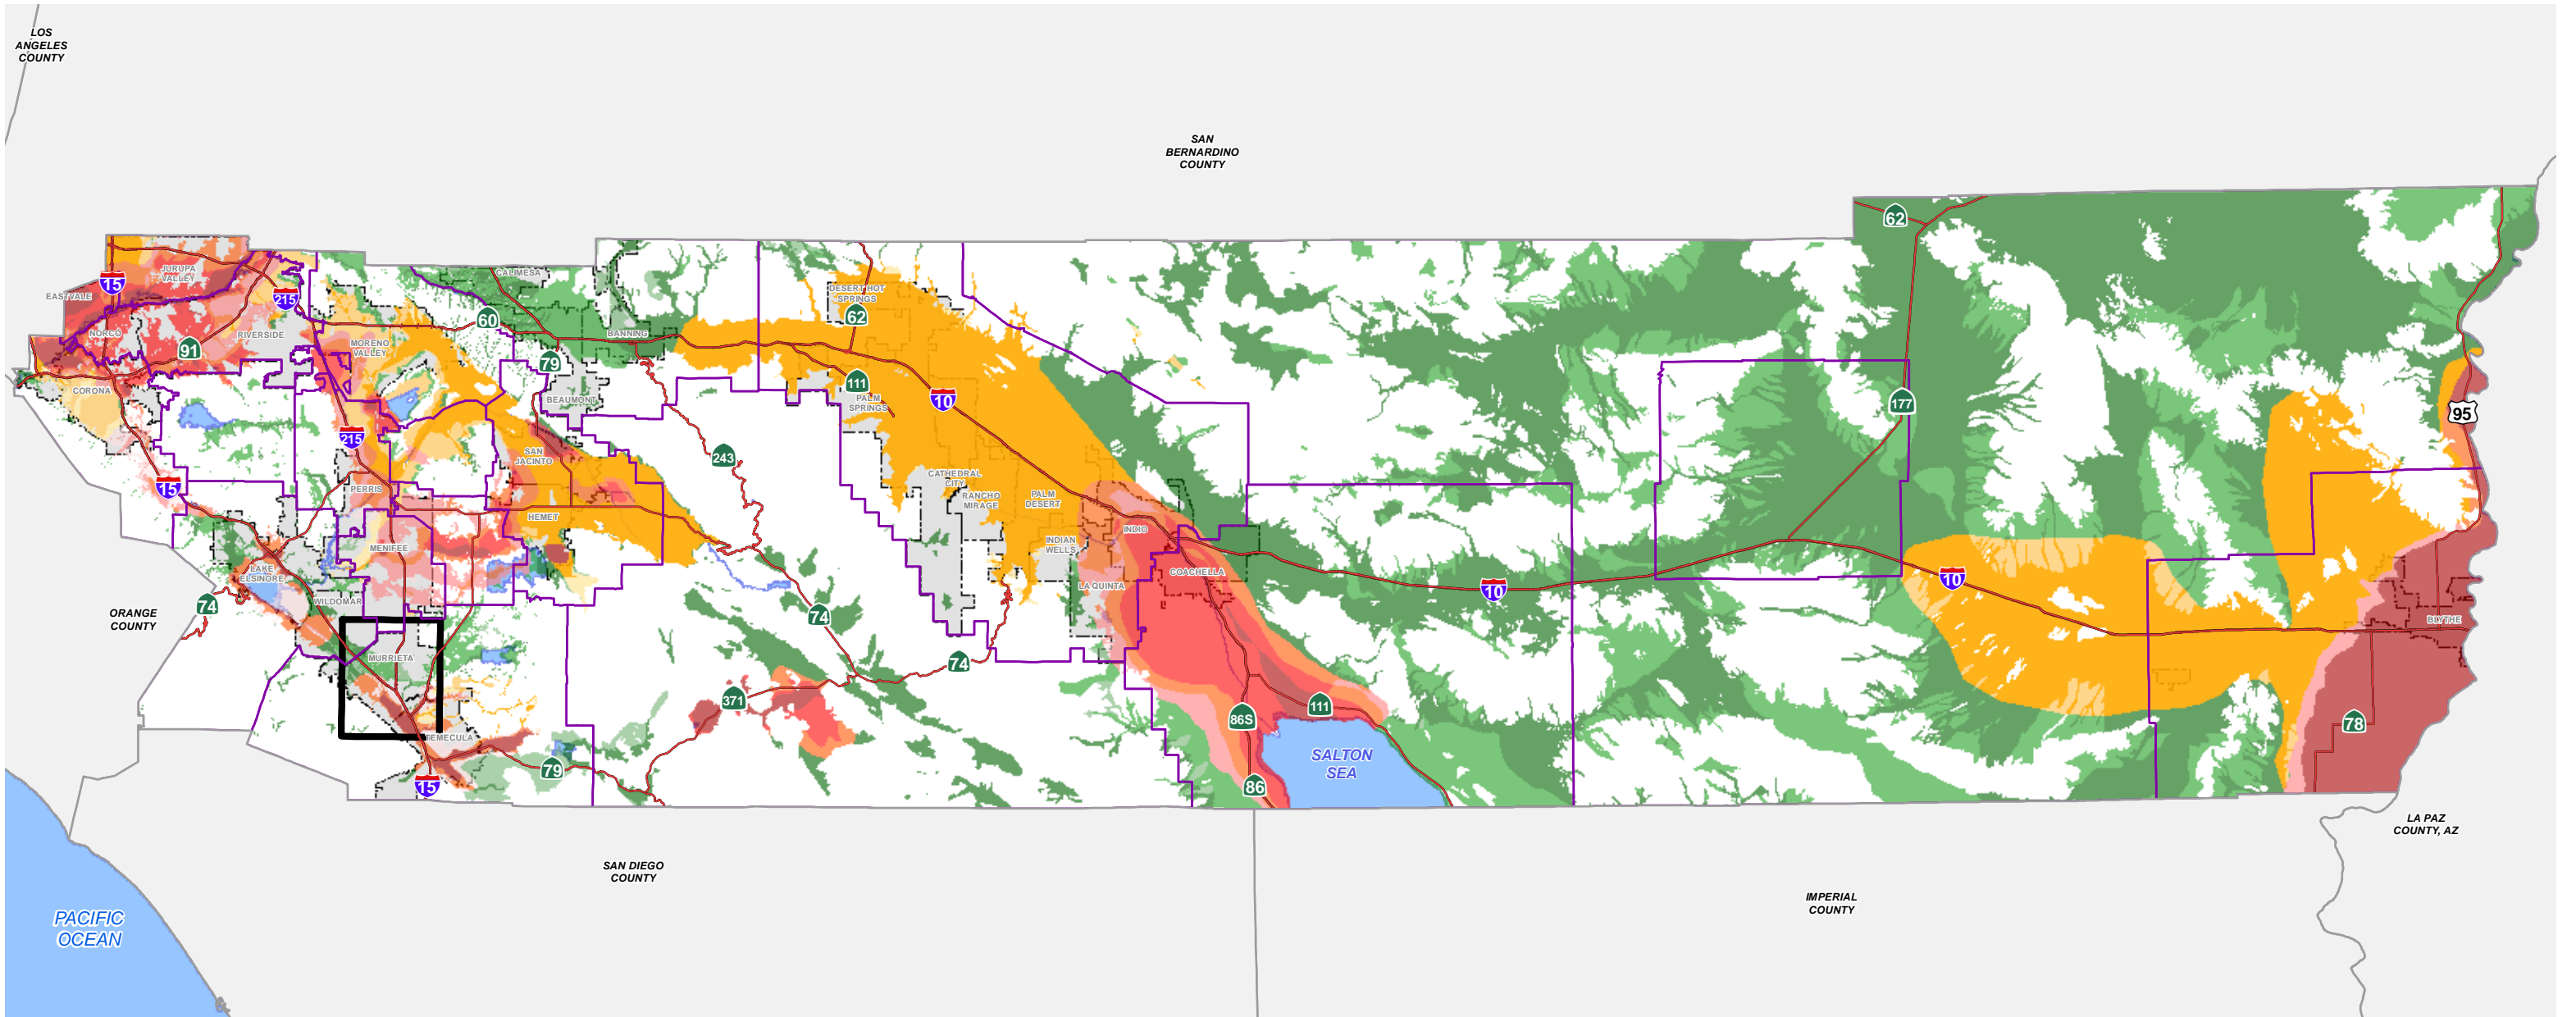 LOS
ANGELES
COUNTY
SAN
BERNARDINO
COUNTY
62
CALIMESA
JURUPA
VALLEY
15
EASTVALE
215
DESERT HOT
SPRINGS
62
60
NORCO
RIVERSIDE
BANNING
91
MORENO
VALLEY
79
111
CORONA
BEAUMONT
PALM
SPRINGS
10
177
95
215
SAN
JACINTO
243
15
PERRIS
CATHEDRAL
CITY
RANCHO
MIRAGE
PALM
DESERT
HEMET
INDIO
MENIFEE
INDIAN
WELLS
LAKE
ELSINORE
COACHELLA
10
10
LA QUINTA
WILDOMAR
74
ORANGE
COUNTY
74
BLYTHE
MURRIETA
74
371
86S
111
78
TEMECULA
SALTON
SEA
79
15
86
LA PAZ
COUNTY, AZ
SAN DIEGO
COUNTY
IMPERIAL
COUNTY
PACIFIC
OCEAN